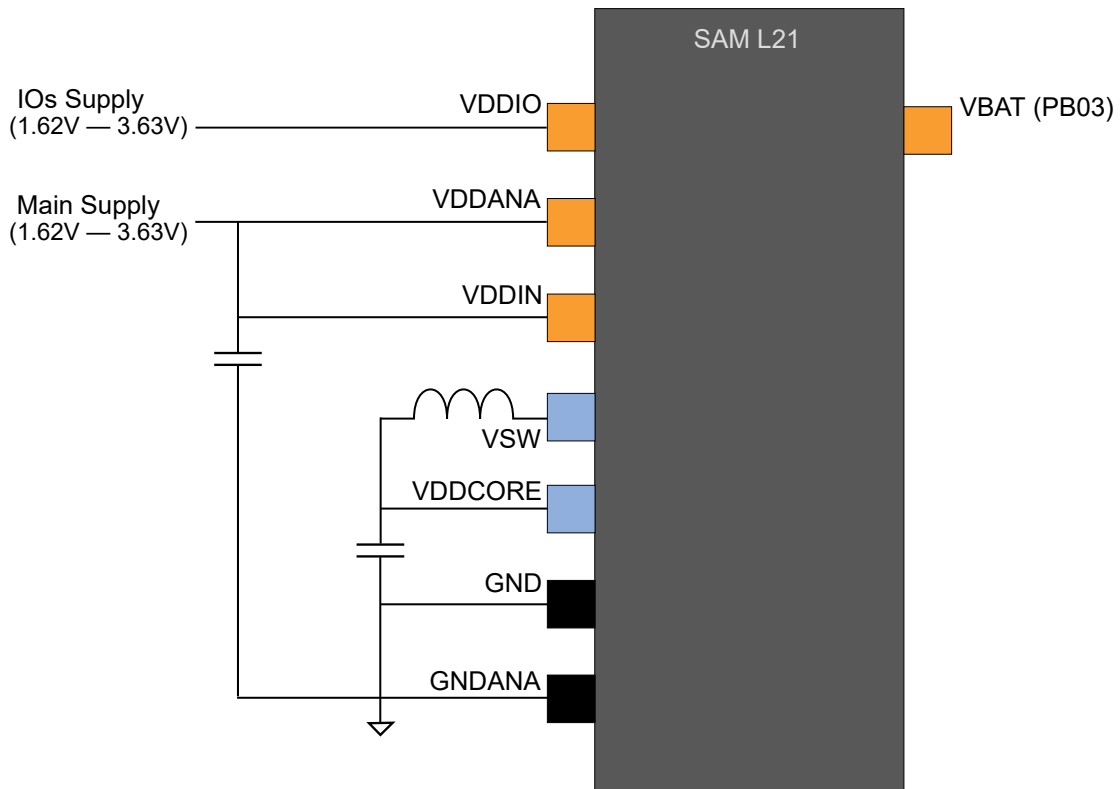 SAM L21
IOs Supply
(1.62V — 3.63V)
VDDIO
VBAT (PB03)
Main Supply
(1.62V — 3.63V)
VDDANA
VDDIN
VSW
VDDCORE
GND
GNDANA